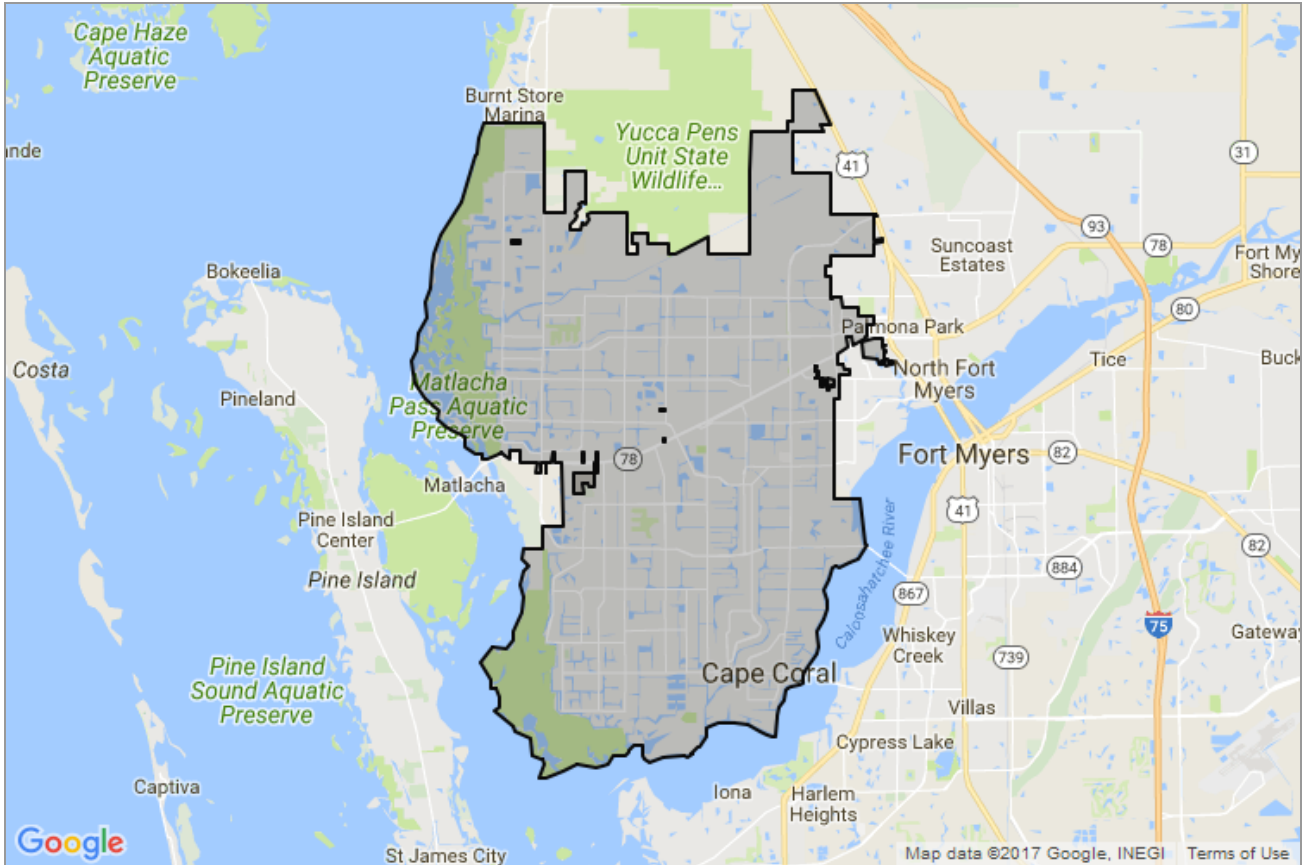 Cape Haze
Aquatic
Preserve
Burnt Store
Marina
Yucca Pens
Unit State
Wildlife...
ande
41
31
93
78
Suncoast
Estates
Fort My
Shore
Bokeelia
80
Costa
Parmona Park
Tice
Buck
North Fort
Myers
Matlacha
Pass Aquatic
Preserve
Pineland
Fort Myers
82
78
Matlacha
41
Pine Island
Center
82
Pine Island
884
867
Caloosahatchee River
75
Whiskey
Creek
Gateway
739
Pine Island
Sound Aquatic
Preserve
Cape Coral
Villas
Cypress Lake
Captiva
Iona
Harlem
Heights
Google
St James City
Map data ©2017 Google, INEGI
Terms of Use